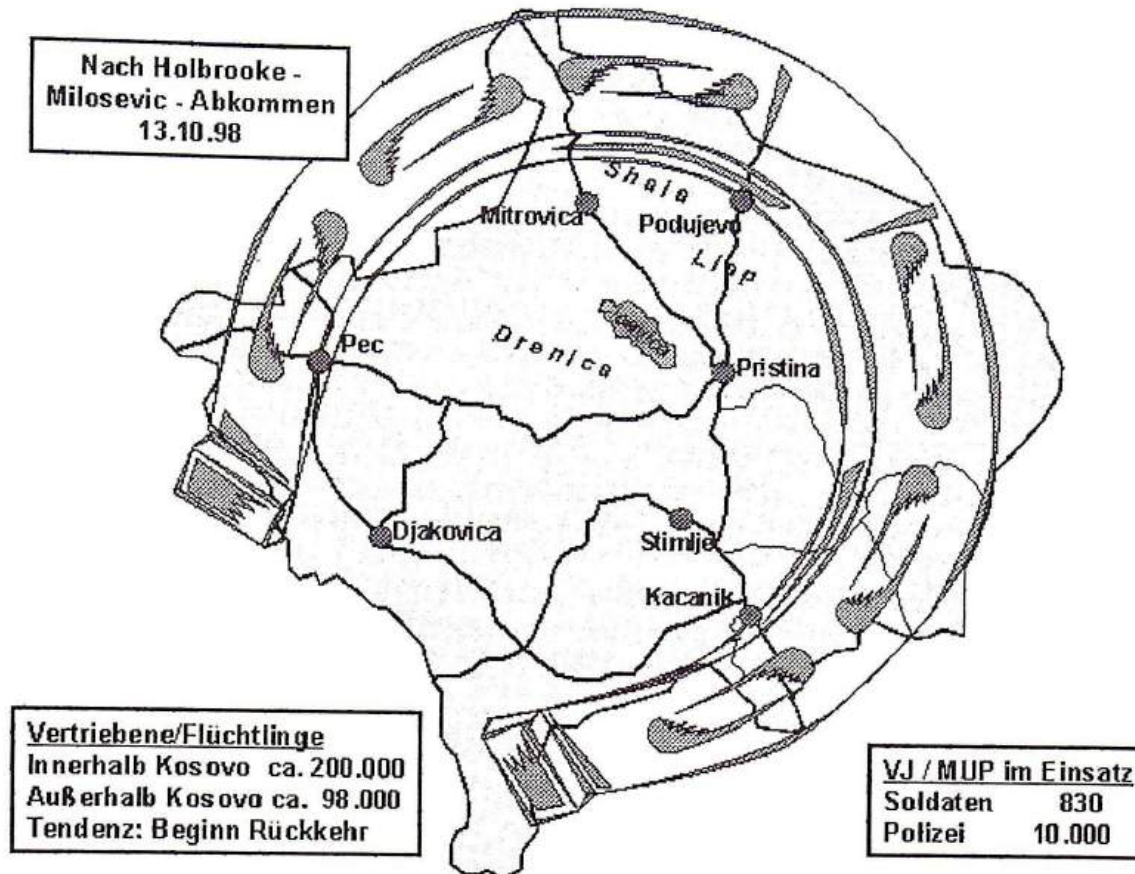 Nach Holbrooke -
Milosevic - Abkommen
13.10.98
Shala
Mitrovica
Podujevo
Llap
Drenica
Pec
Pristina
Djakovica
Stimlje
Kacanik
Vertriebene/Flüchtlinge
Innerhalb Kosovo ca. 200.000
Außerhalb Kosovo ca. 98.000
Tendenz: Beginn Rückkehr
VJ / MUP im Einsatz
Soldaten 830
Polizei 10.000